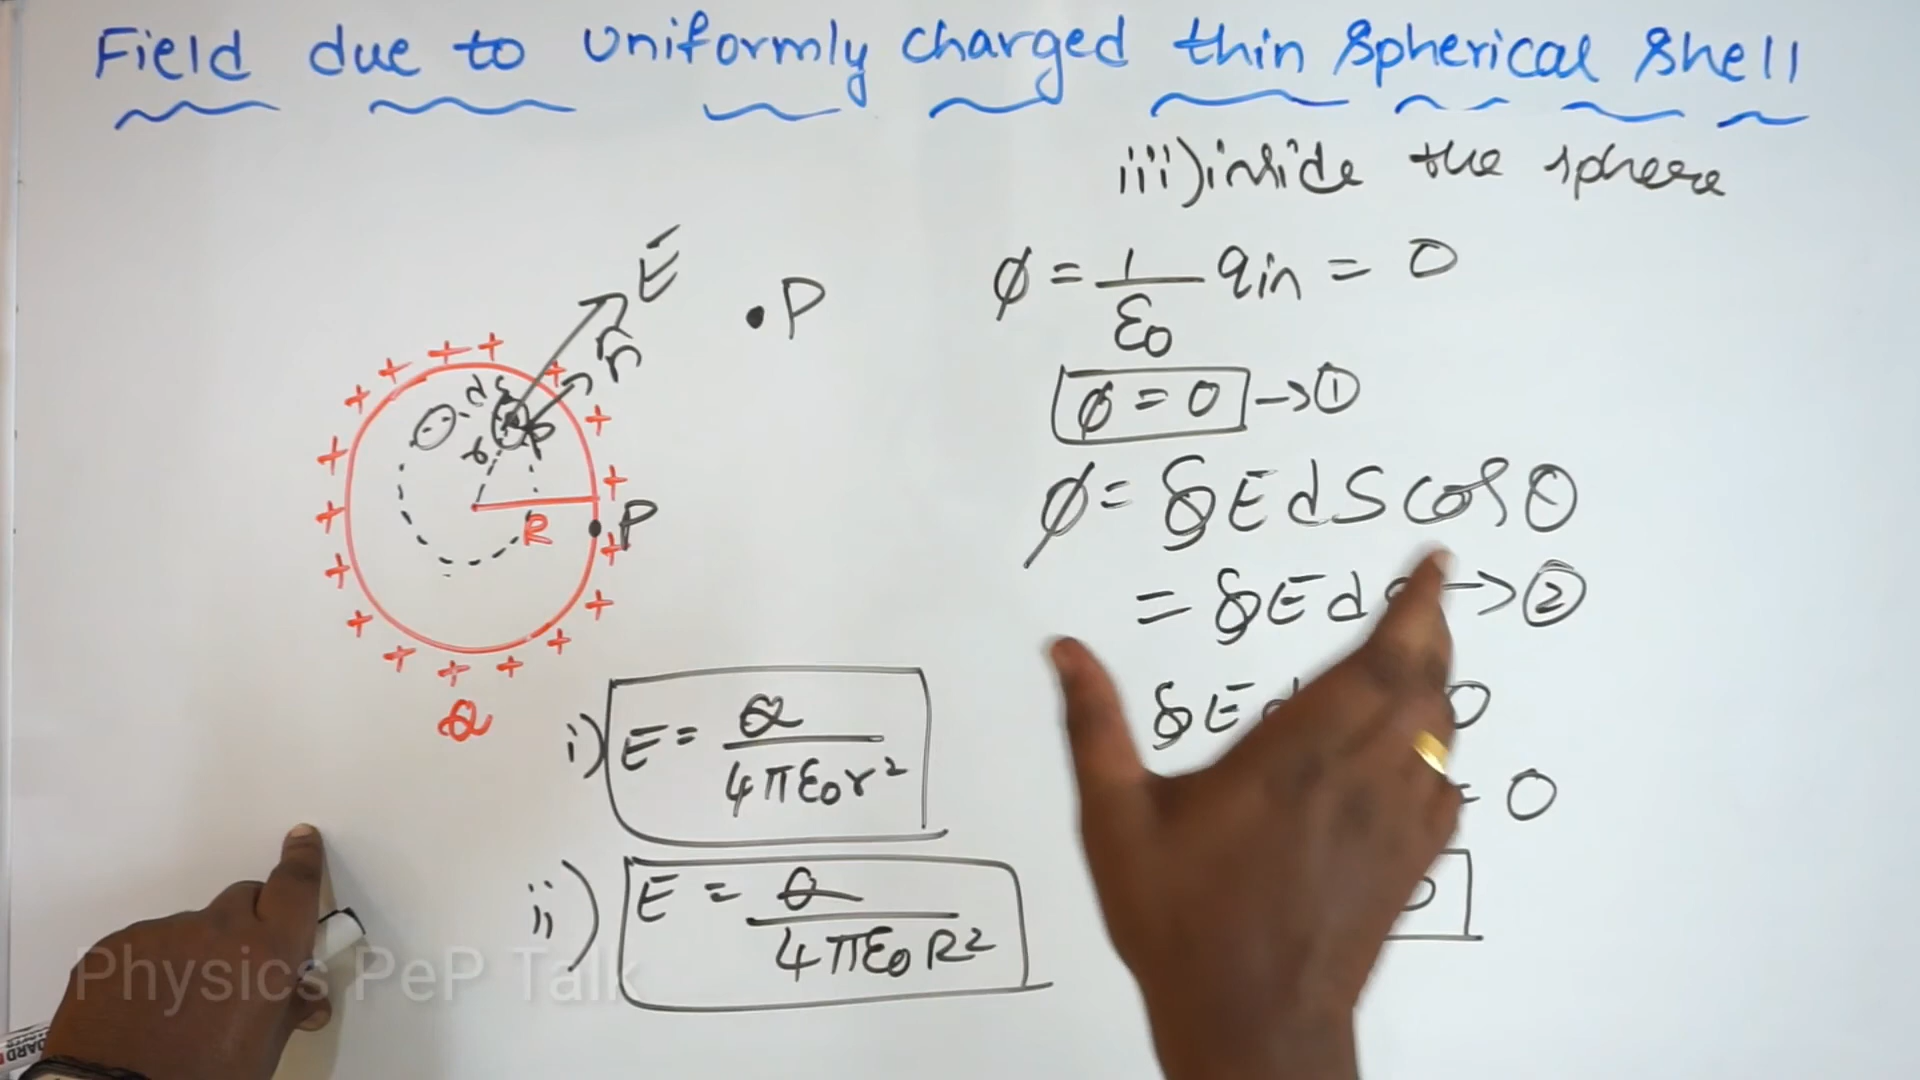 Field due to uniformly charged thin spherical shell
iii) inside the sphere
E
.P
n̂
φ = 1/ε0 qin = 0
φ = 0 → ①
ds
r
P
R
P
φ = ∮ E dS cos θ
= ∮ E d → ②
∮ E d 0
= 0
Q
i) E = Q/4πε0r²
ii) E = Q/4πε0R²
Physics PeP Talk